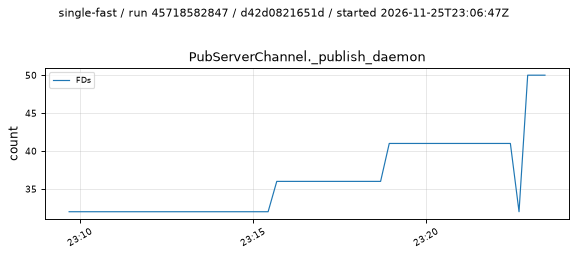 single-fast / run 45718582847 / d42d0821651d / started 2026-11-25T23:06:47Z
PubServerChannel._publish_daemon
FDs
count
50
45
40
35
23:10
23:15
23:20